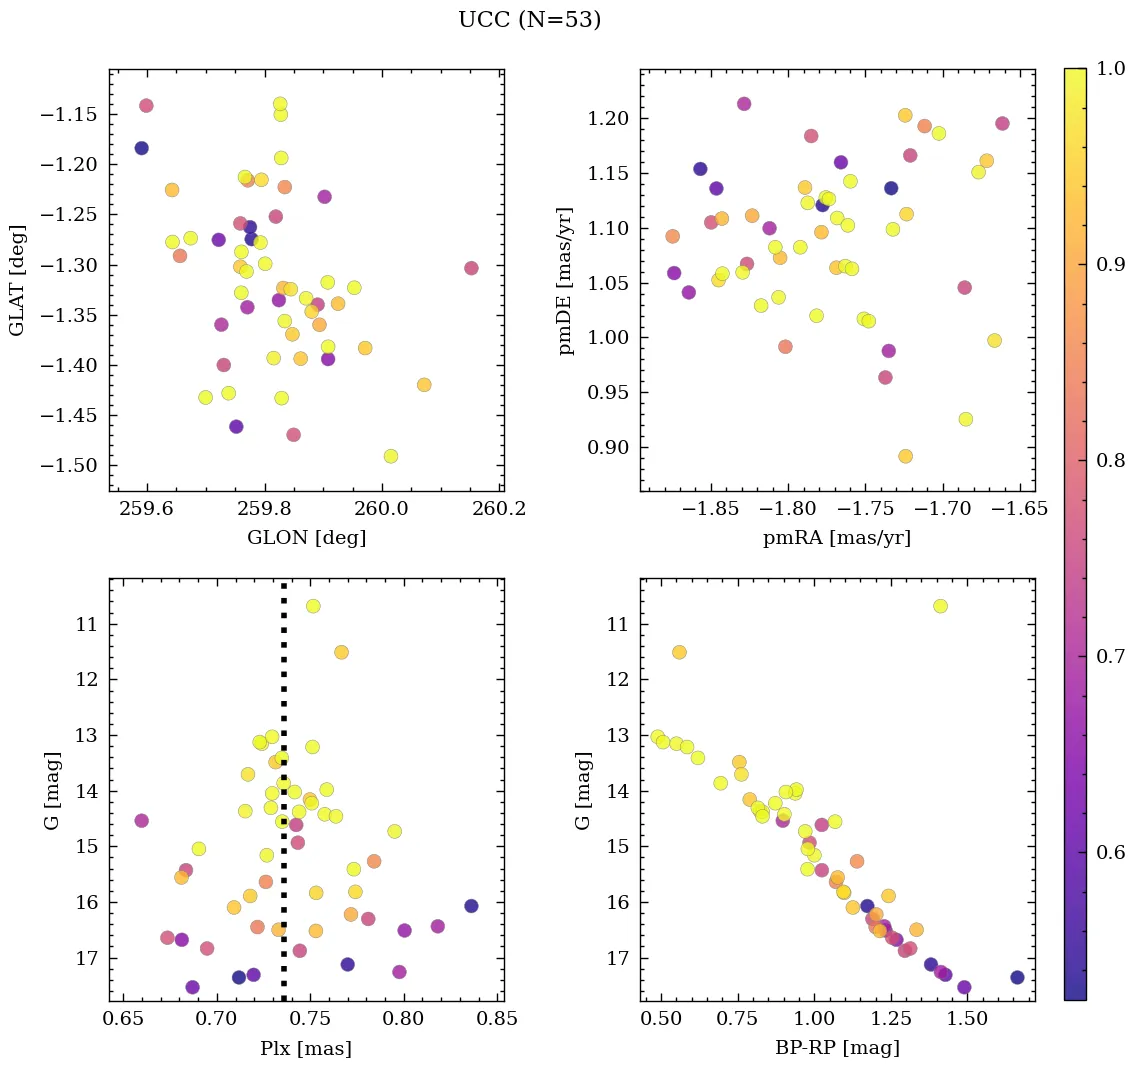 UCC (N=53)
−1.15
−1.20
−1.25
−1.30
−1.35
−1.40
−1.45
−1.50
GLAT [deg]
259.6 259.8 260.0 260.2
GLON [deg]
1.20
1.15
1.10
1.05
1.00
0.95
0.90
pmDE [mas/yr]
−1.85 −1.80 −1.75 −1.70 −1.65
pmRA [mas/yr]
1.0
0.9
0.8
0.7
0.6
11
12
13
14
15
16
17
G [mag]
0.65 0.70 0.75 0.80 0.85
Plx [mas]
11
12
13
14
15
16
17
G [mag]
0.50 0.75 1.00 1.25 1.50
BP-RP [mag]